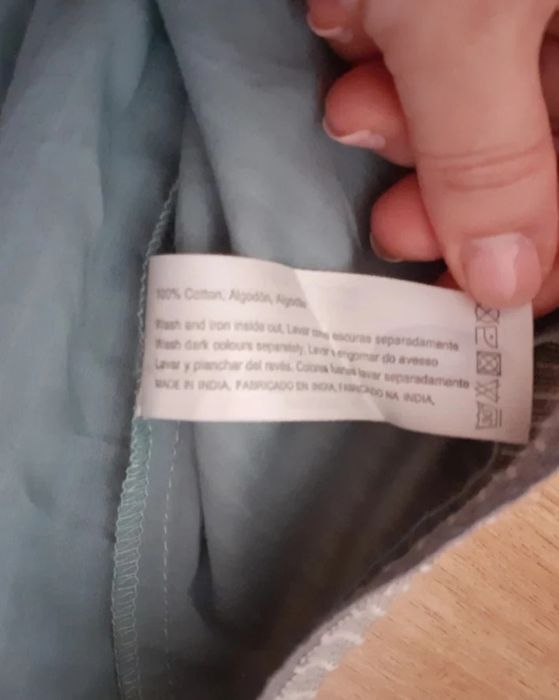 100% Cotton, Algodón, Algodão
Wash and iron inside out, Lavar cores escuras separadamente
Wash dark colours separately, Lavar e engomar do avesso
Lavar y planchar del revés. Colores lavar separadamente
MADE IN INDIA, FABRICADO EN INDIA, FABRICADO NA INDIA,